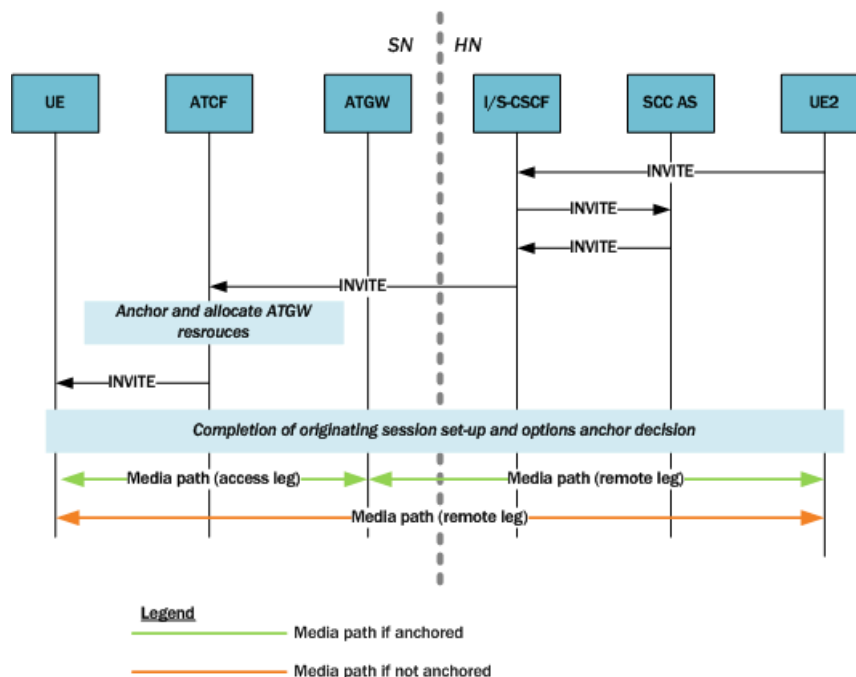 SN HN
UE ATCF ATGW I/S-CSCF SCC AS UE2
INVITE
INVITE
INVITE
INVITE
Anchor and allocate ATGW
resrouces
INVITE
Completion of originating session set-up and options anchor decision
Media path (access leg) Media path (remote leg)
Media path (remote leg)
Legend
Media path if anchored
Media path if not anchored